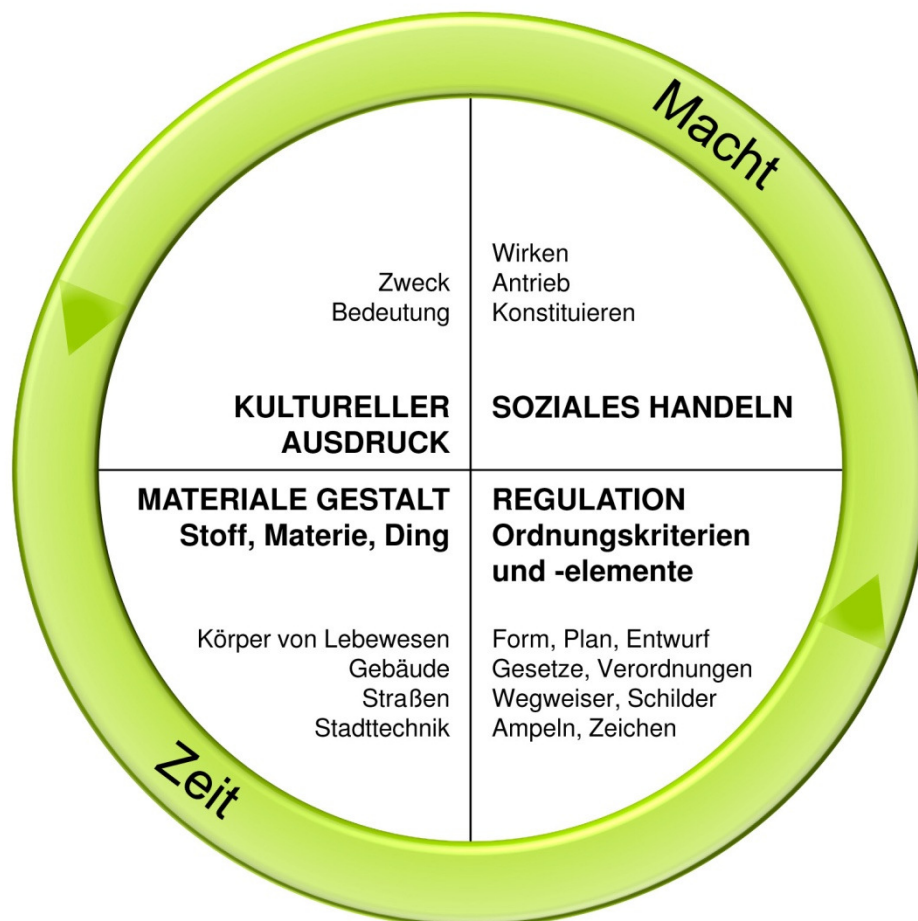 Macht
Zweck
Bedeutung
Wirken
Antrieb
Konstituieren
KULTURELLER
AUSDRUCK
SOZIALES HANDELN
MATERIALE GESTALT
Stoff, Materie, Ding
REGULATION
Ordnungskriterien
und -elemente
Körper von Lebewesen
Gebäude
Straßen
Stadttechnik
Form, Plan, Entwurf
Gesetze, Verordnungen
Wegweiser, Schilder
Ampeln, Zeichen
Zeit